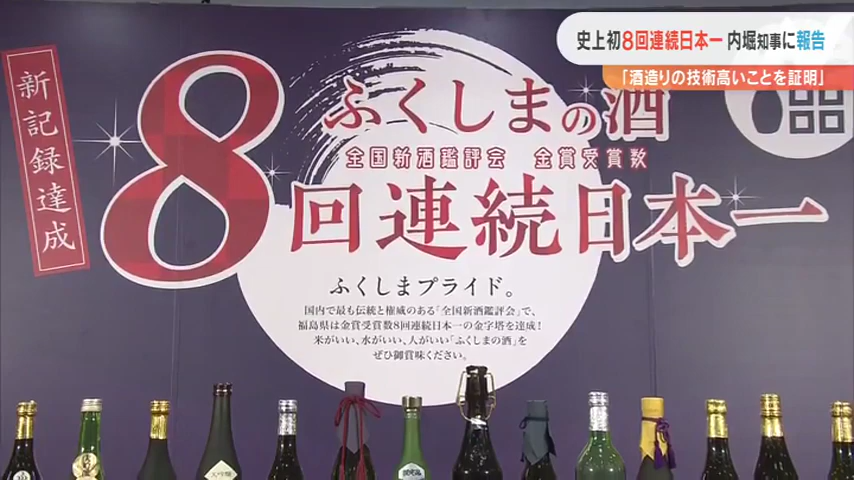 史上初8回連続日本一 内堀知事に報告
「酒造りの技術高いことを証明」
新記録達成
ふくしまの酒
全国新酒鑑評会 金賞受賞数
8回連続日本一
ふくしまプライド。
国内で最も伝統と権威のある「全国新酒鑑評会」で、
福島県は金賞受賞数8回連続日本一の金字塔を達成!
米がいい、水がいい、人がいい「ふくしまの酒」を
ぜひ御賞味ください。
大吟醸